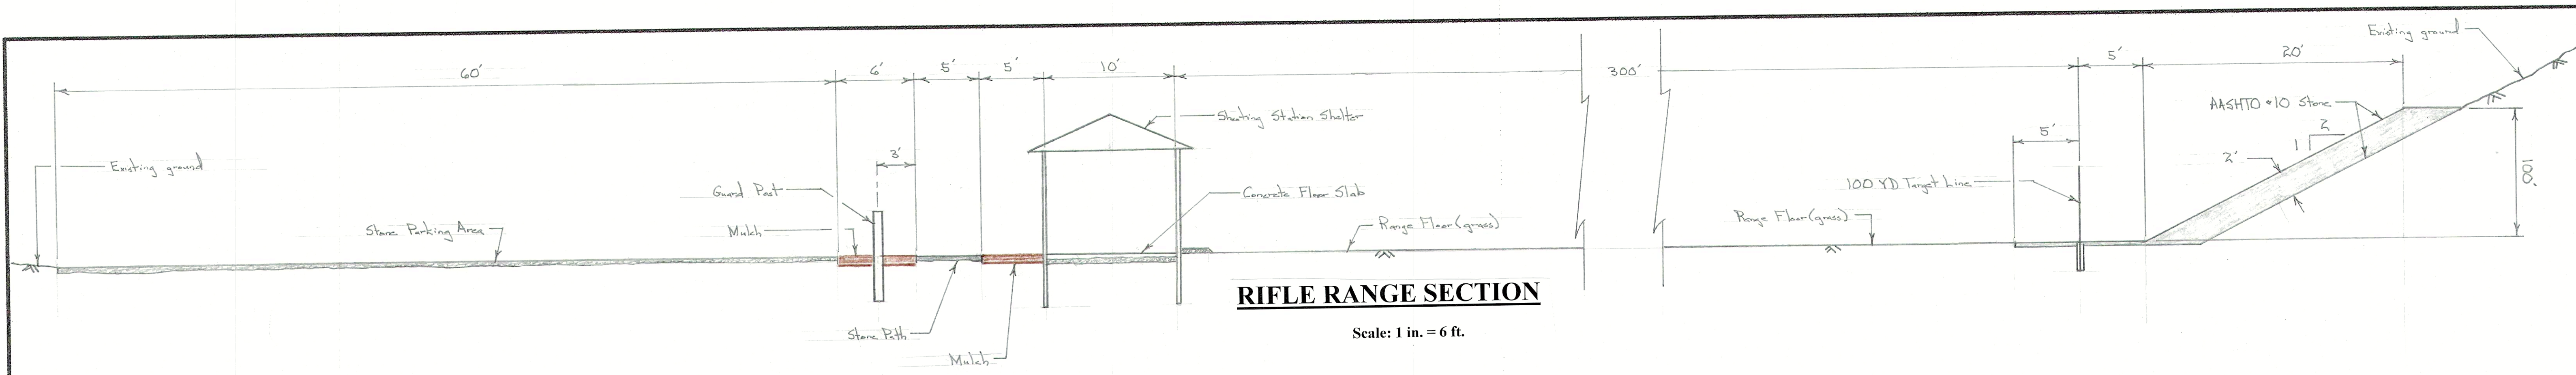 Existing ground
60'
6'
5'
5'
10'
300'
5'
20'
AASHTO #10 Stone
Shooting Station Shelter
2
1
5'
2'
3'
Existing ground
Guard Post
Concrete Floor Slab
100 YD Target Line
10'
Stone Parking Area
Mulch
Range Floor (grass)
Range Floor (grass)
RIFLE RANGE SECTION
Scale: 1 in. = 6 ft.
Stone Path
Mulch